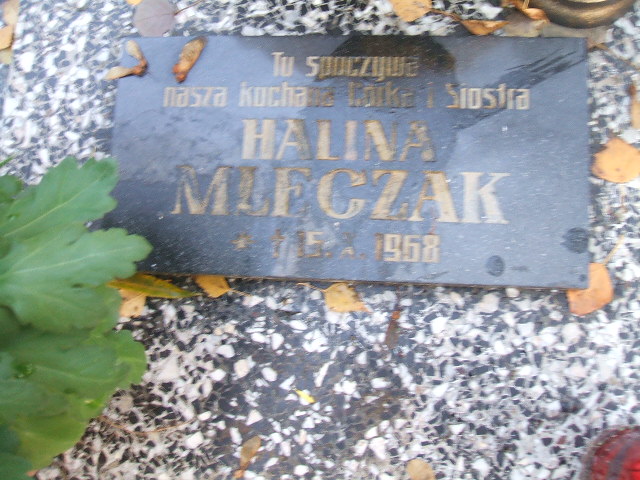 Tu spoczywa
nasza kochana Córka i Siostra
HALINA
MLECZAK
* † 15. X. 1968